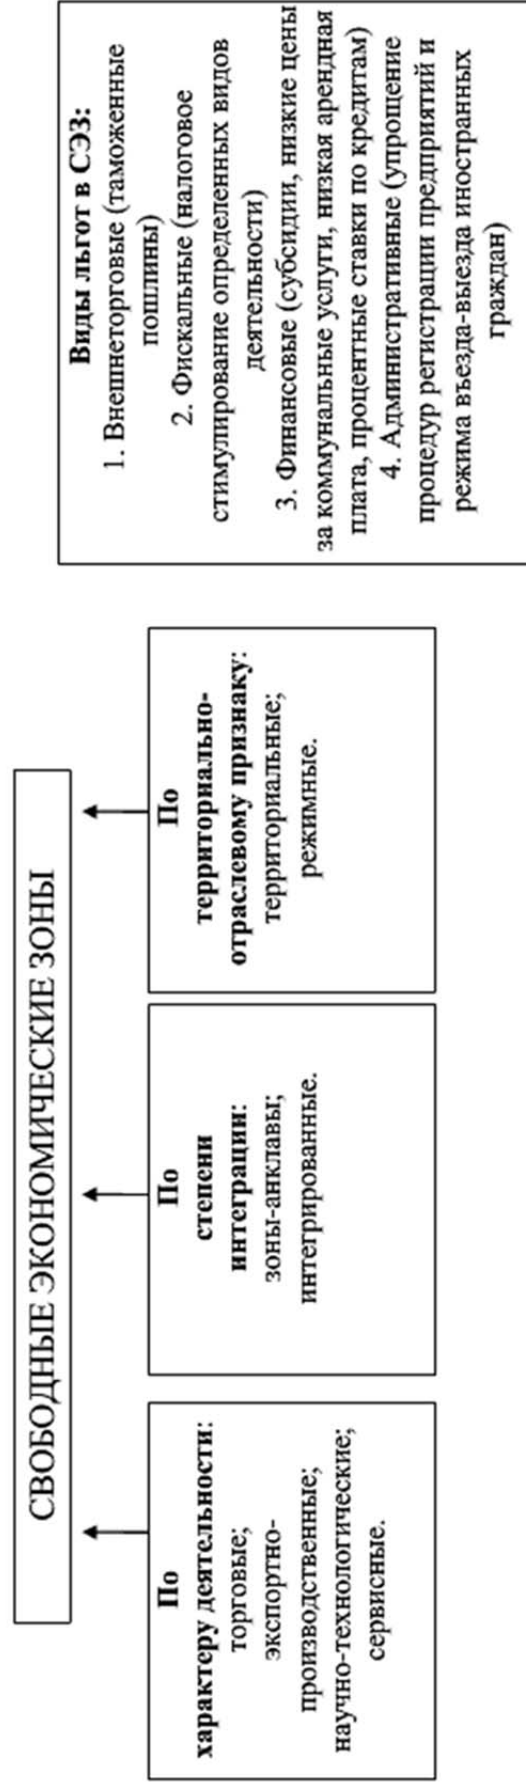 СВОБОДНЫЕ ЭКОНОМИЧЕСКИЕ ЗОНЫ
По
характеру деятельности:
торговые;
экспортно-
производственные;
научно-технологические;
сервисные.
По
степени
интеграции:
зоны-анклавы;
интегрированные.
По
территориально-
отраслевому признаку:
территориальные;
режимные.
Виды льгот в СЭЗ:
1. Внешнеторговые (таможенные
пошлины)
2. Фискальные (налоговое
стимулирование определенных видов
деятельности)
3. Финансовые (субсидии, низкие цены
за коммунальные услуги, низкая арендная
плата, процентные ставки по кредитам)
4. Административные (упрощение
процедур регистрации предприятий и
режима въезда-выезда иностранных
граждан)